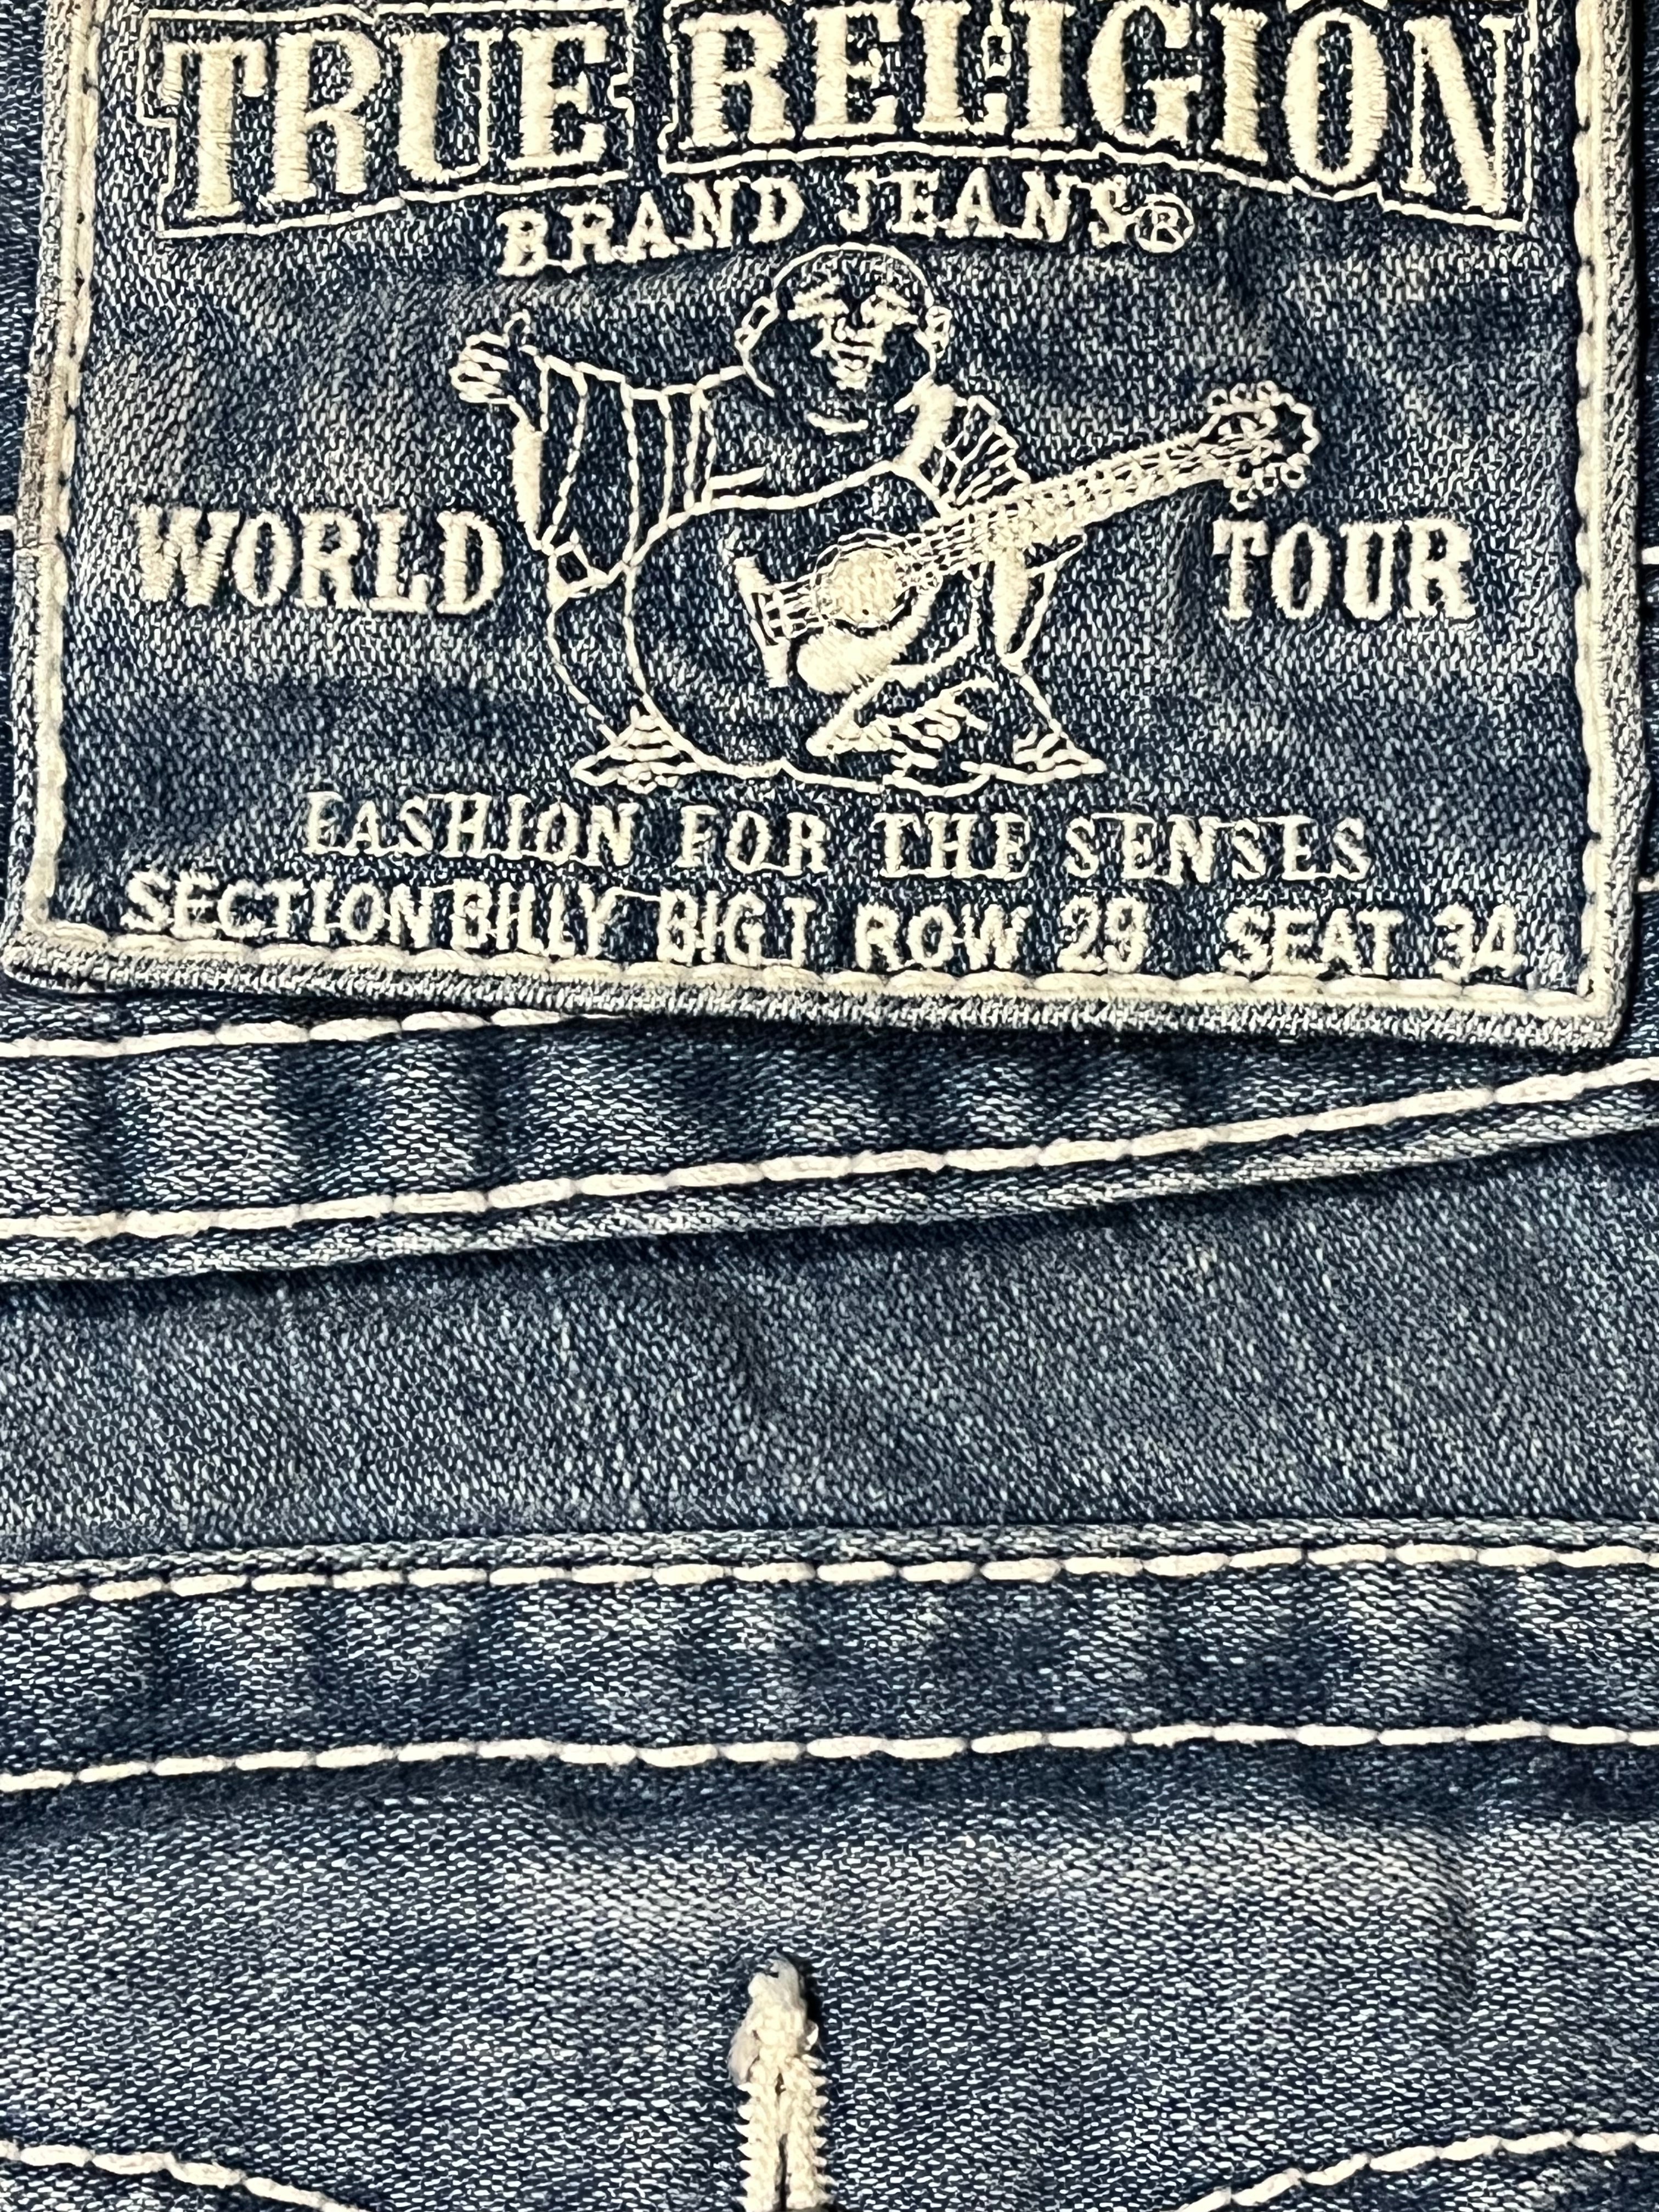 TRUE RELIGION
BRAND JEANS®
WORLD TOUR
FASHION FOR THE SENSES
SECTION BILLY BIG T ROW 29 SEAT 34